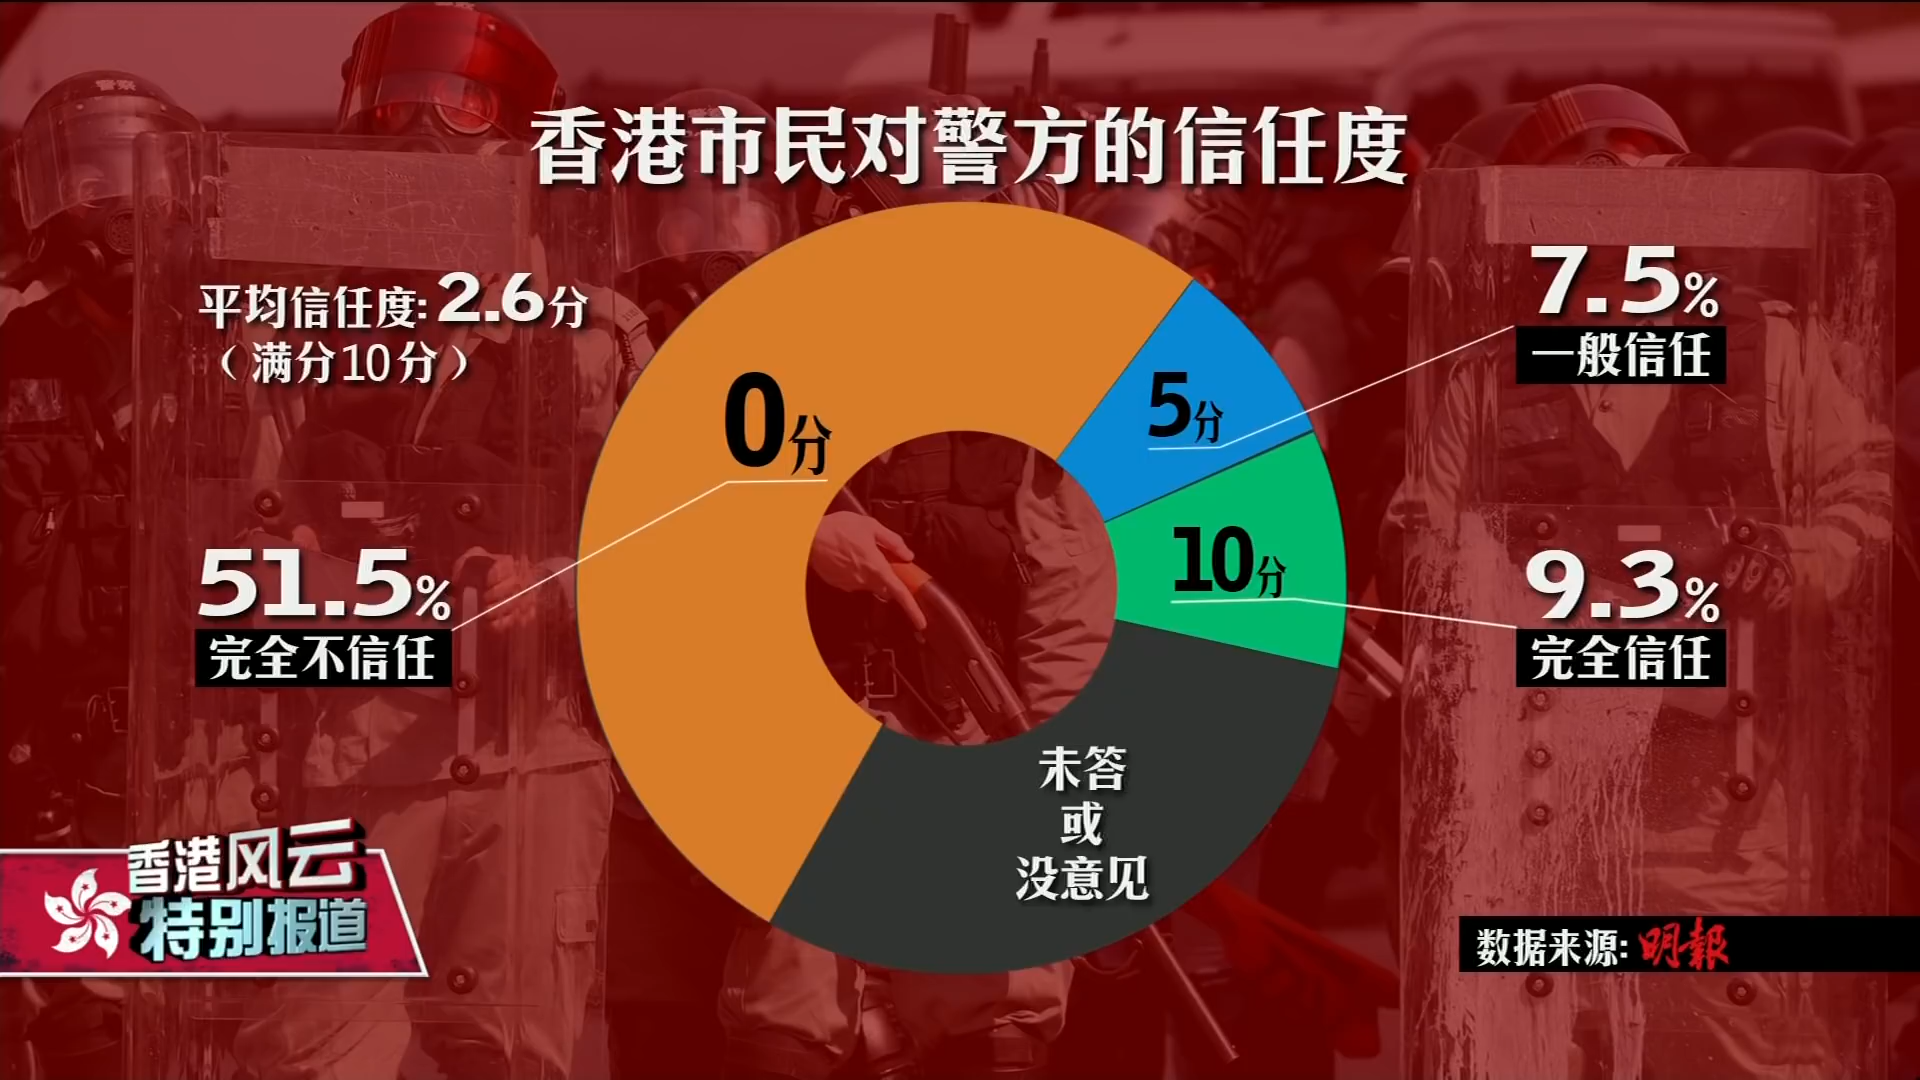 香港市民对警方的信任度
平均信任度:2.6分
（满分10分）
0分
51.5%
完全不信任
5分
7.5%
一般信任
10分
9.3%
完全信任
未答
或
没意见
香港风云
特别报道
数据来源:明報
警察